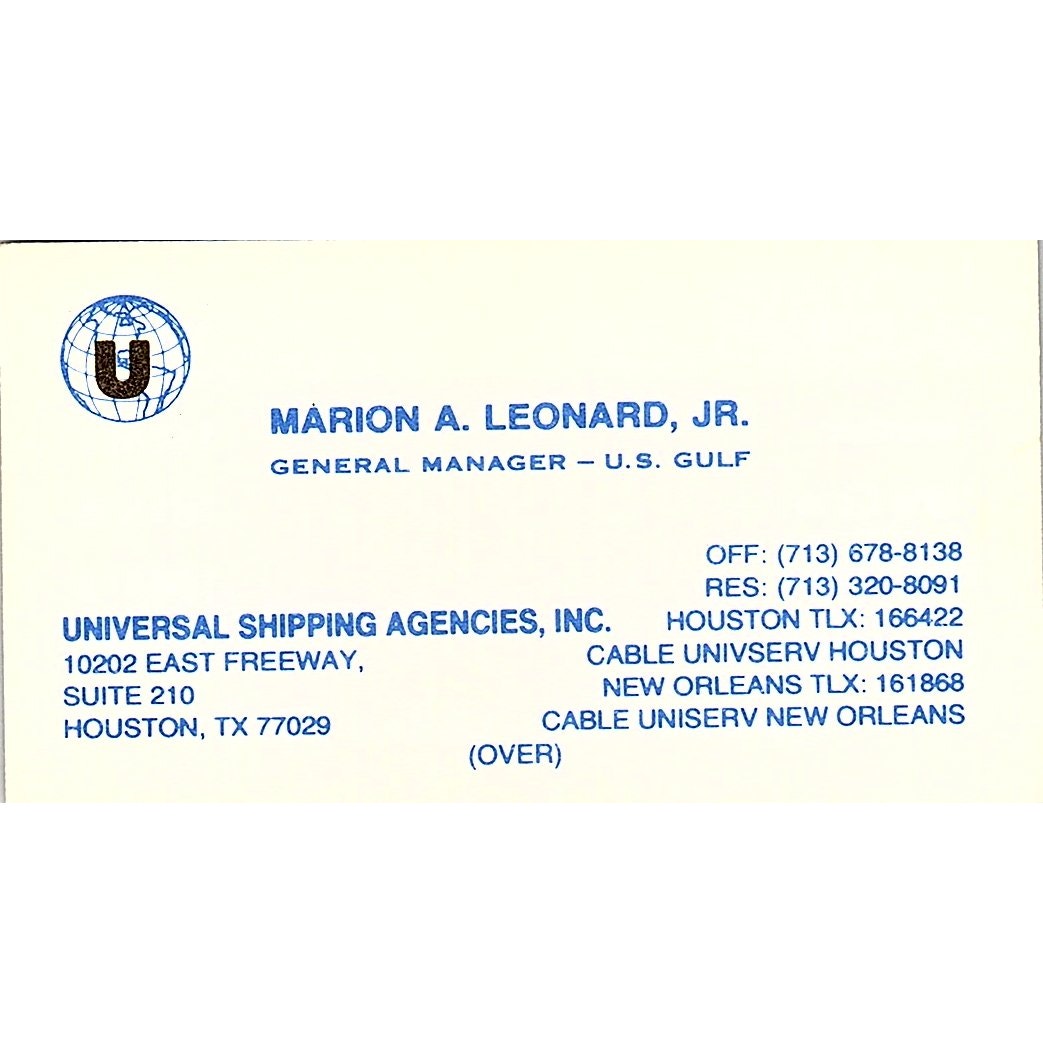 U
MARION A. LEONARD, JR.
GENERAL MANAGER – U.S. GULF
OFF: (713) 678-8138
RES: (713) 320-8091
HOUSTON TLX: 166422
CABLE UNIVSERV HOUSTON
NEW ORLEANS TLX: 161868
CABLE UNISERV NEW ORLEANS
UNIVERSAL SHIPPING AGENCIES, INC.
10202 EAST FREEWAY,
SUITE 210
HOUSTON, TX 77029
(OVER)